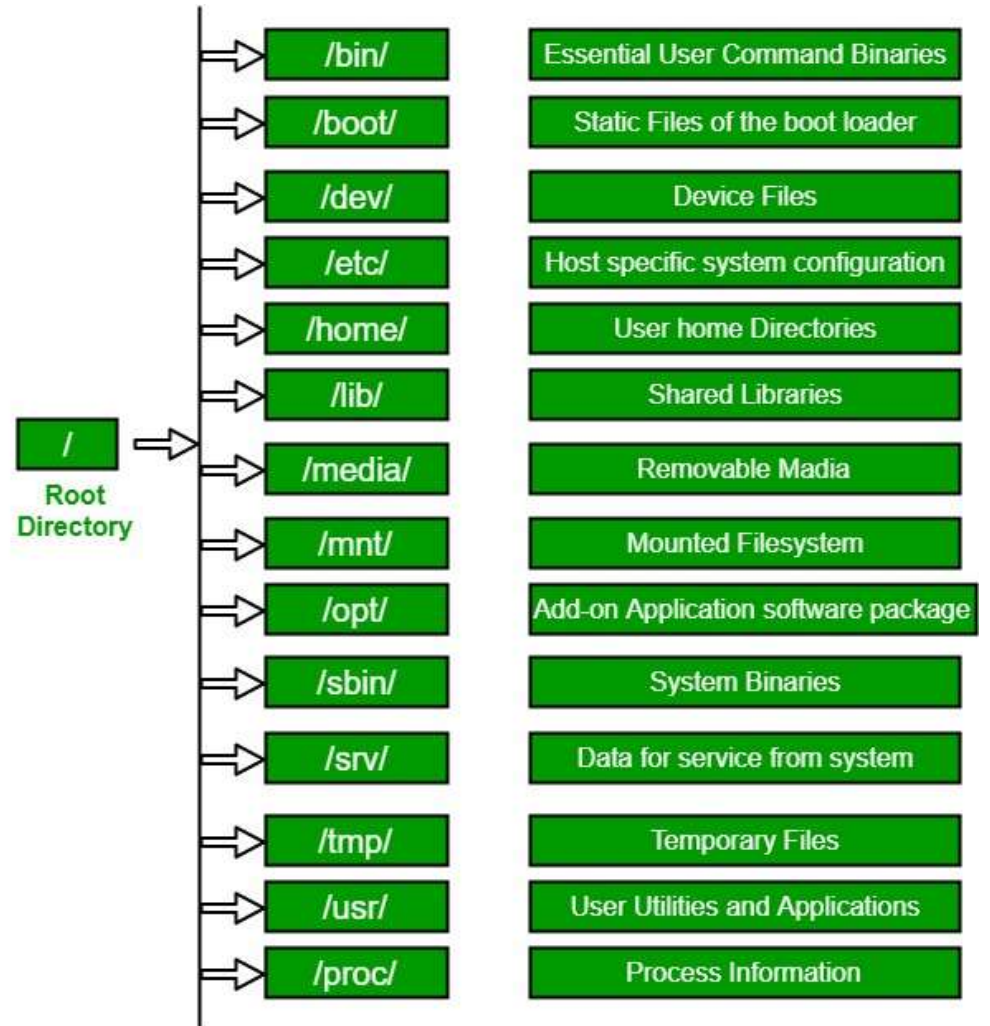 /bin/ Essential User Command Binaries
/boot/ Static Files of the boot loader
/dev/ Device Files
/etc/ Host specific system configuration
/home/ User home Directories
/lib/ Shared Libraries
/
Root
Directory
/media/ Removable Madia
/mnt/ Mounted Filesystem
/opt/ Add-on Application software package
/sbin/ System Binaries
/srv/ Data for service from system
/tmp/ Temporary Files
/usr/ User Utilities and Applications
/proc/ Process Information